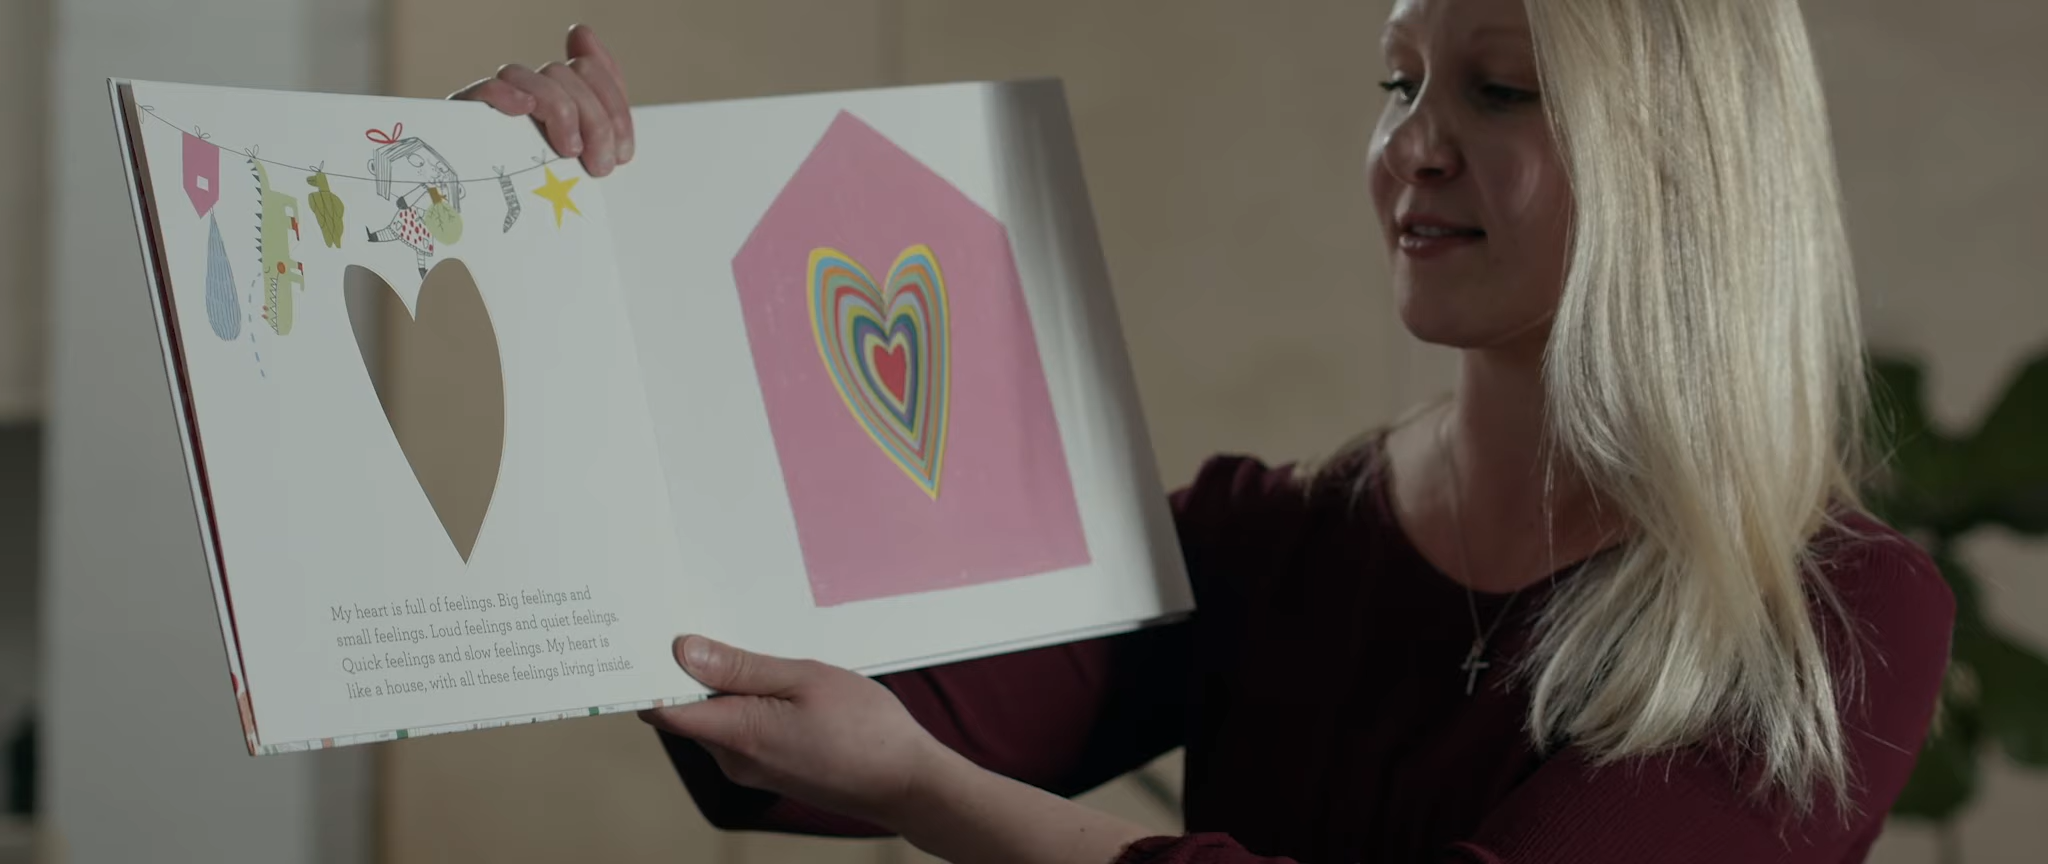 My heart is full of feelings. Big feelings and
small feelings. Loud feelings and quiet feelings.
Quick feelings and slow feelings. My heart is
like a house, with all these feelings living inside.